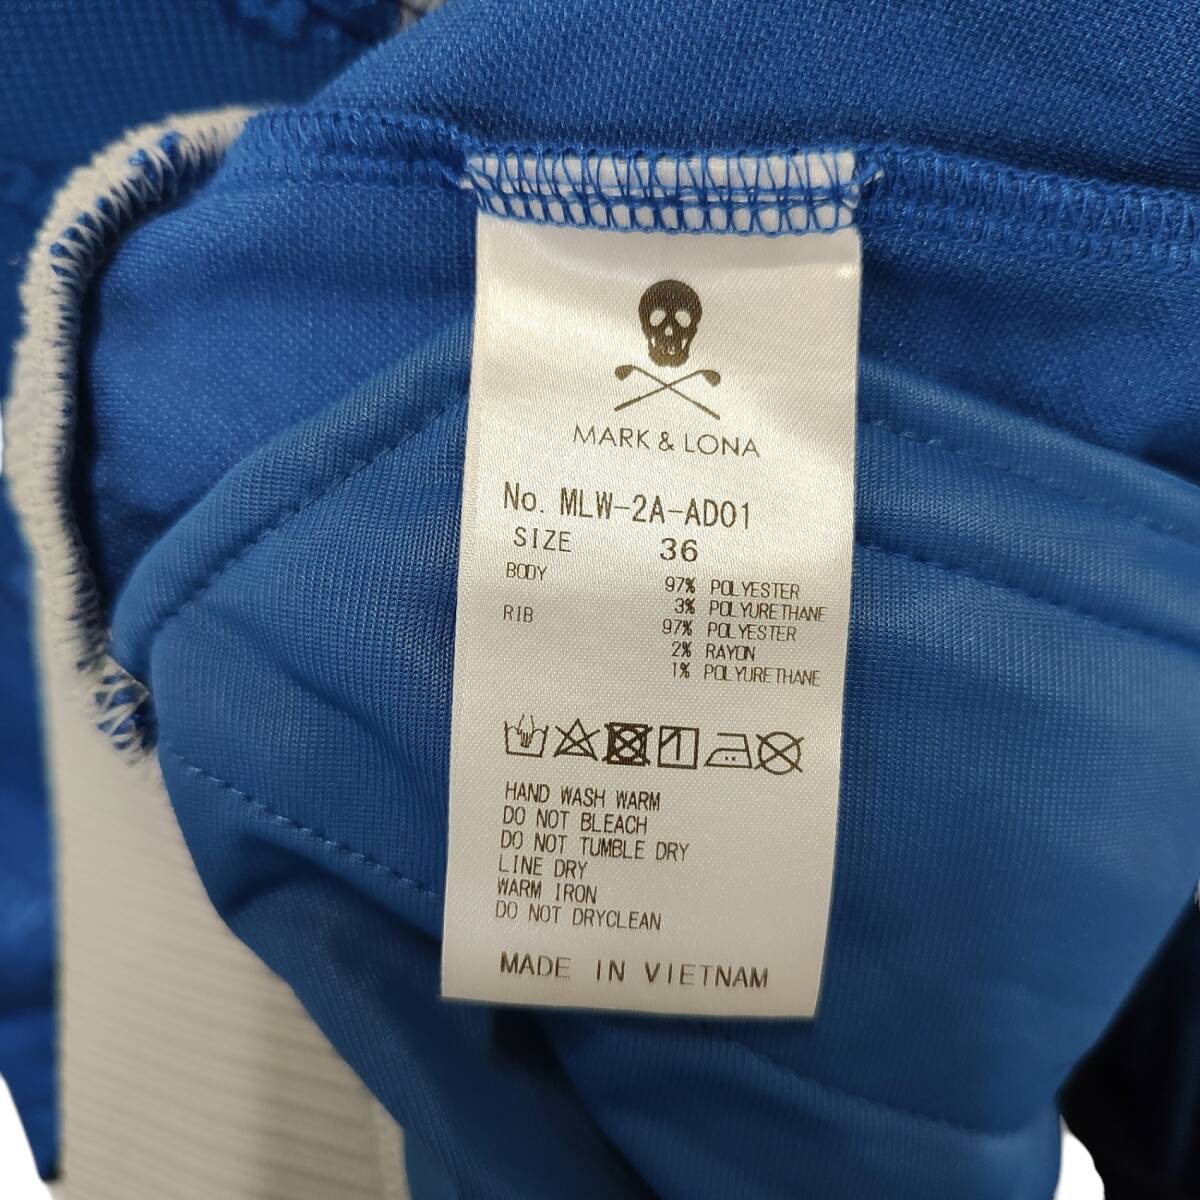 MARK & LONA
No. MLW-2A-AD01
SIZE 36
BODY 97% POLYESTER
3% POLYURETHANE
RIB 97% POLYESTER
2% RAYON
1% POLYURETHANE
HAND WASH WARM
DO NOT BLEACH
DO NOT TUMBLE DRY
LINE DRY
WARM IRON
DO NOT DRYCLEAN
MADE IN VIETNAM